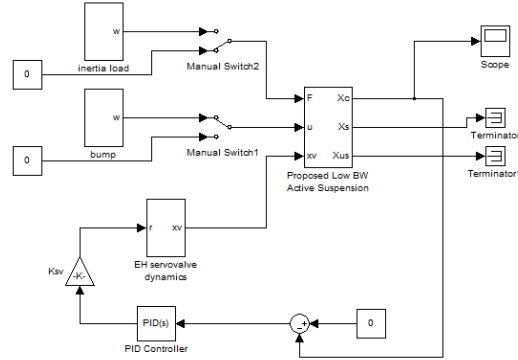 w
inertia load
0
Manual Switch2
w
bump
0
Manual Switch1
F
u
xv
Xc
Xs
Xus
Proposed Low BW
Active Suspension
Scope
Terminator
Terminator1
r
xv
EH servovalve
dynamics
Ksv
-K-
PID(s)
PID Controller
_+
0